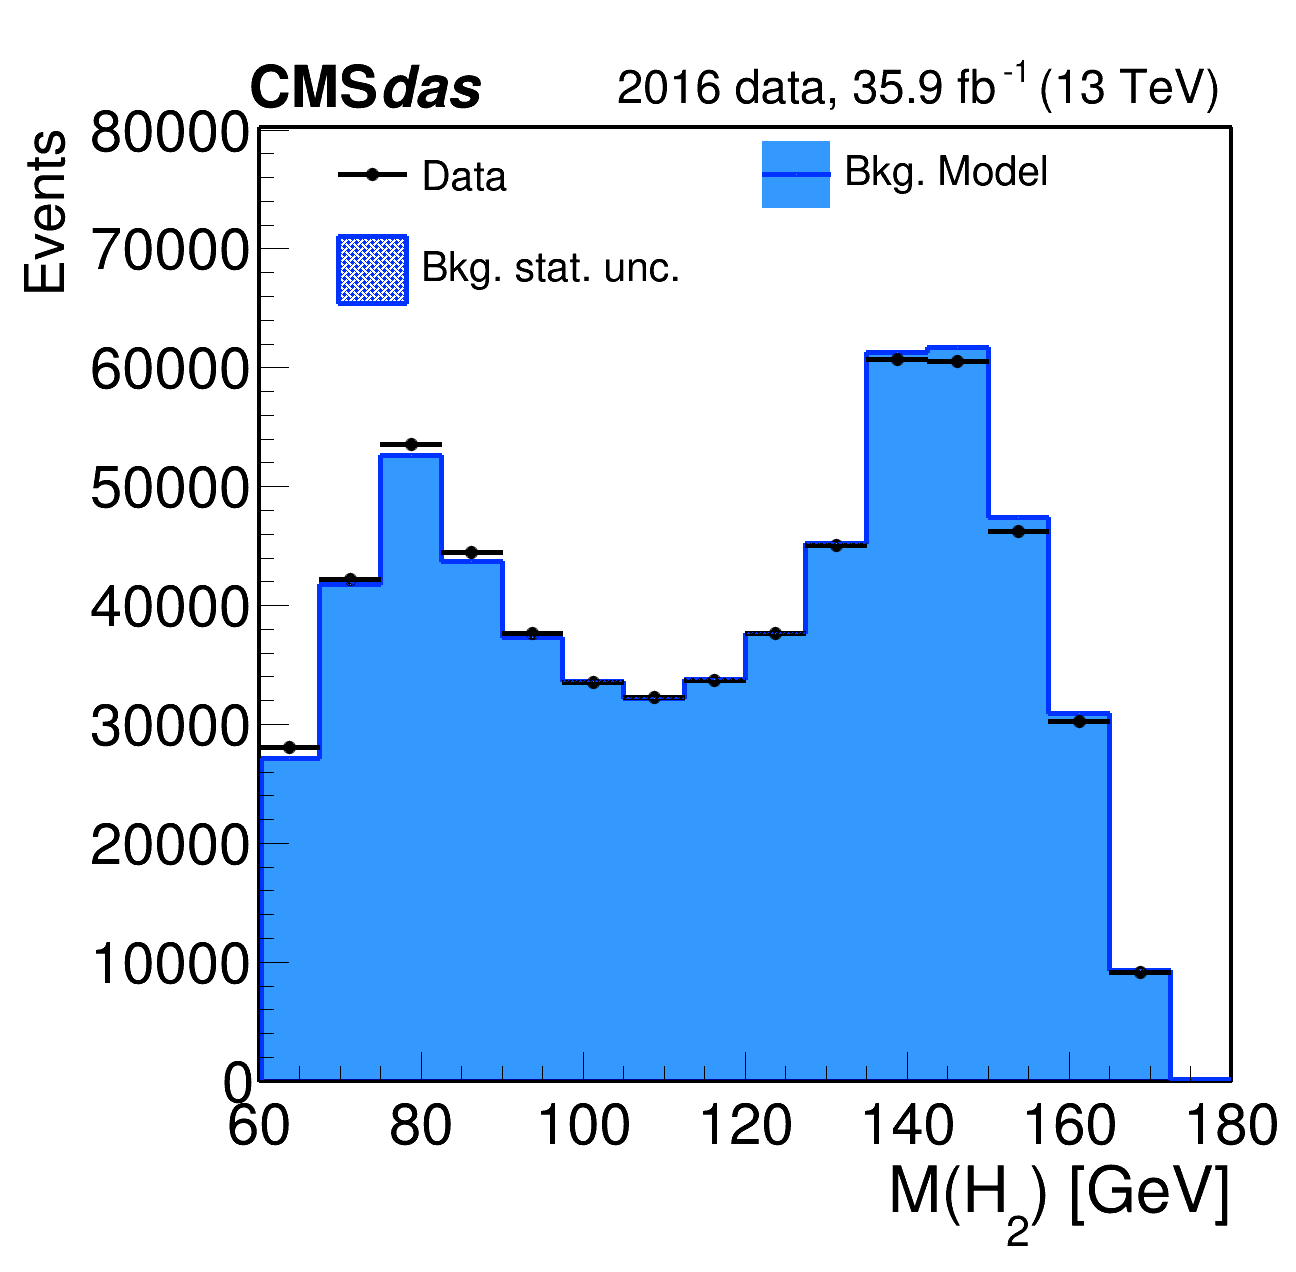 CMSdas 2016 data, 35.9 fb-1 (13 TeV)
Events
80000
70000
60000
50000
40000
30000
20000
10000
0
Data
Bkg. Model
Bkg. stat. unc.
60 80 100 120 140 160 180
M(H2) [GeV]